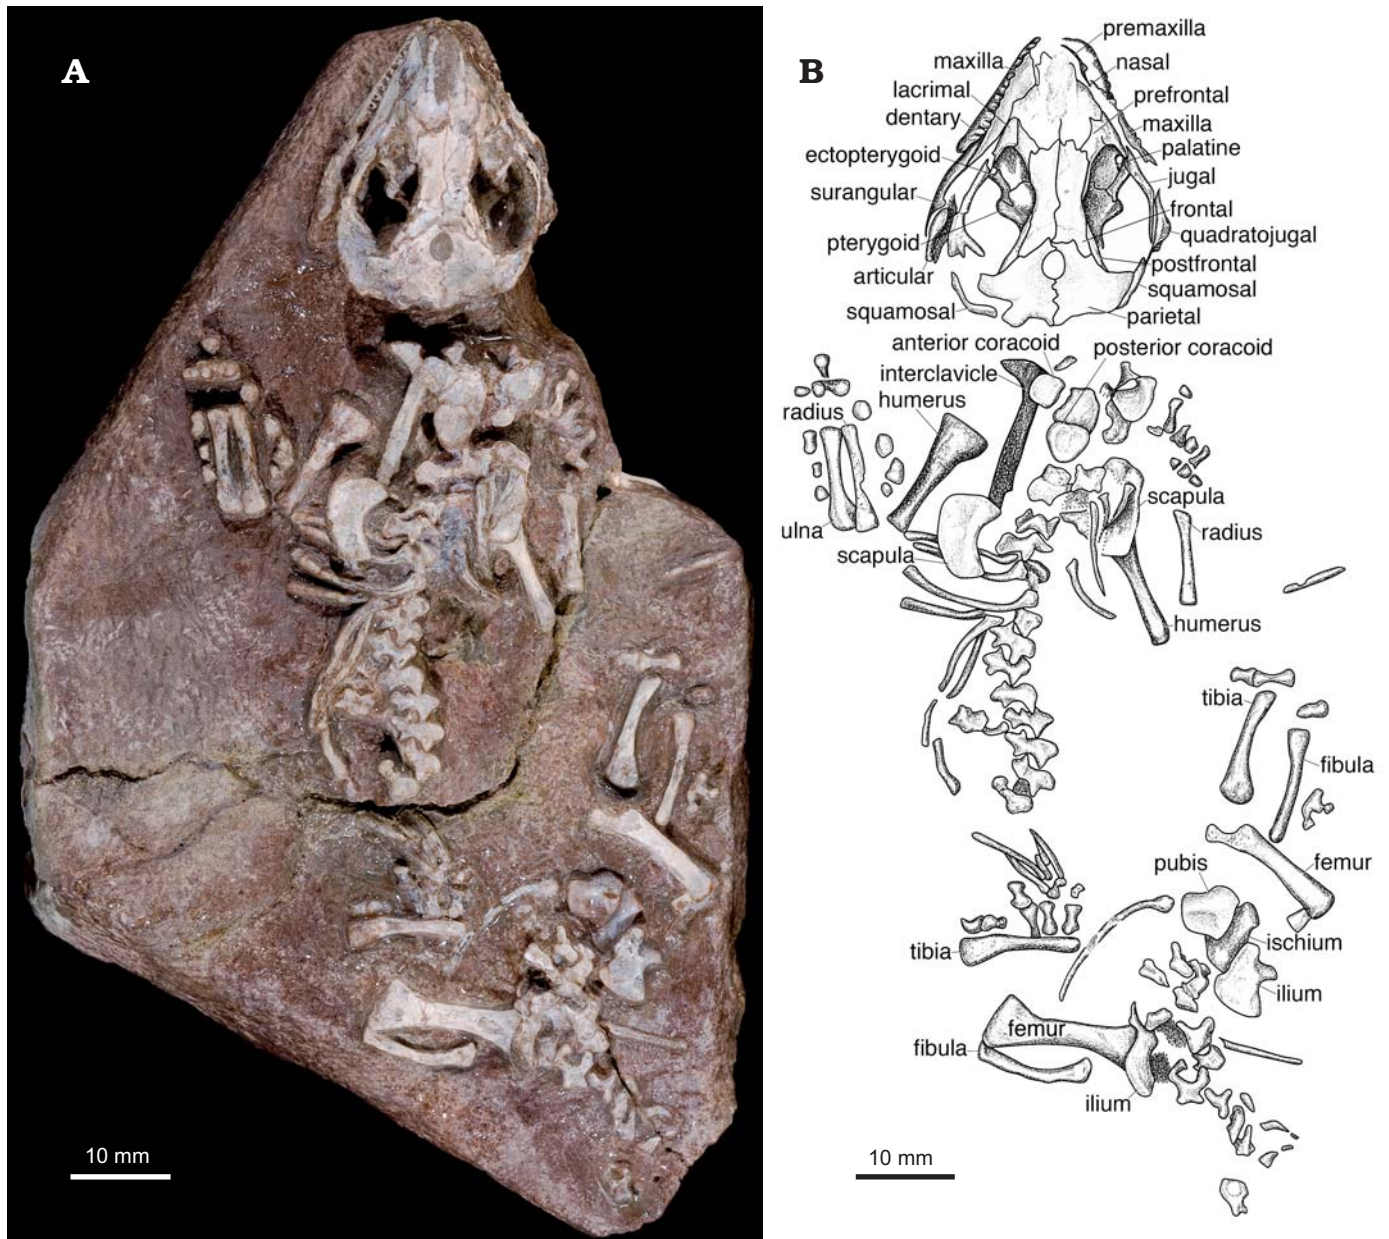 A
10 mm
B
premaxilla
maxilla
nasal
lacrimal
prefrontal
dentary
maxilla
ectopterygoid
palatine
surangular
jugal
frontal
pterygoid
quadratojugal
articular
postfrontal
squamosal
squamosal
parietal
anterior coracoid
posterior coracoid
interclavicle
humerus
radius
scapula
ulna
radius
scapula
humerus
tibia
fibula
pubis
femur
tibia
ischium
ilium
femur
fibula
ilium
10 mm